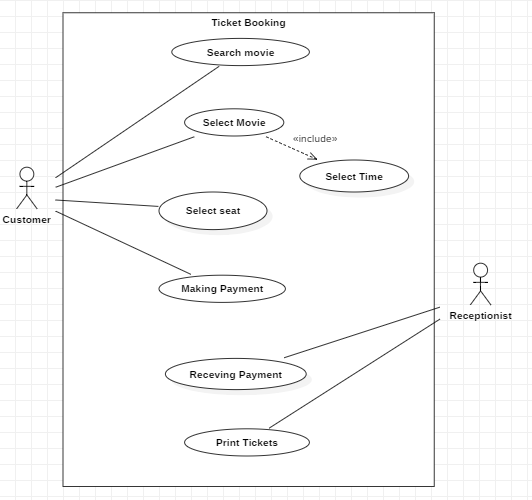 Ticket Booking
Search movie
Select Movie
«include»
Select Time
Customer
Select seat
Making Payment
Receptionist
Receving Payment
Print Tickets